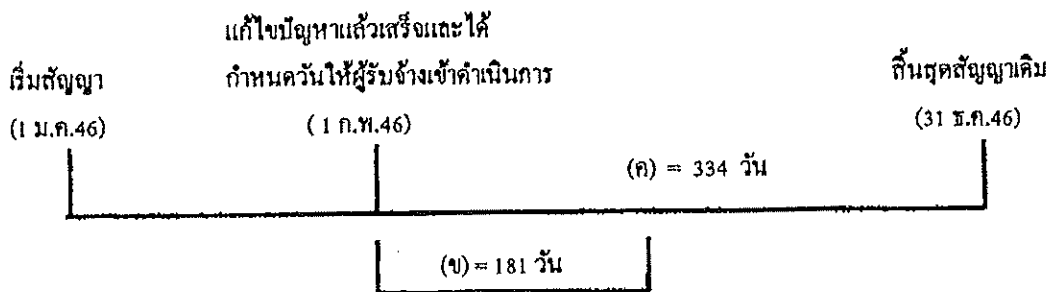 แก้ไขปัญหาแล้วเสร็จและได้
เริ่มสัญญา กำหนดวันให้ผู้รับจ้างเข้าดำเนินการ สิ้นสุดสัญญาเดิม
(1 ม.ค.46) (1 ก.พ.46) (31 ธ.ค.46)
(ค) = 334 วัน
(ข) = 181 วัน